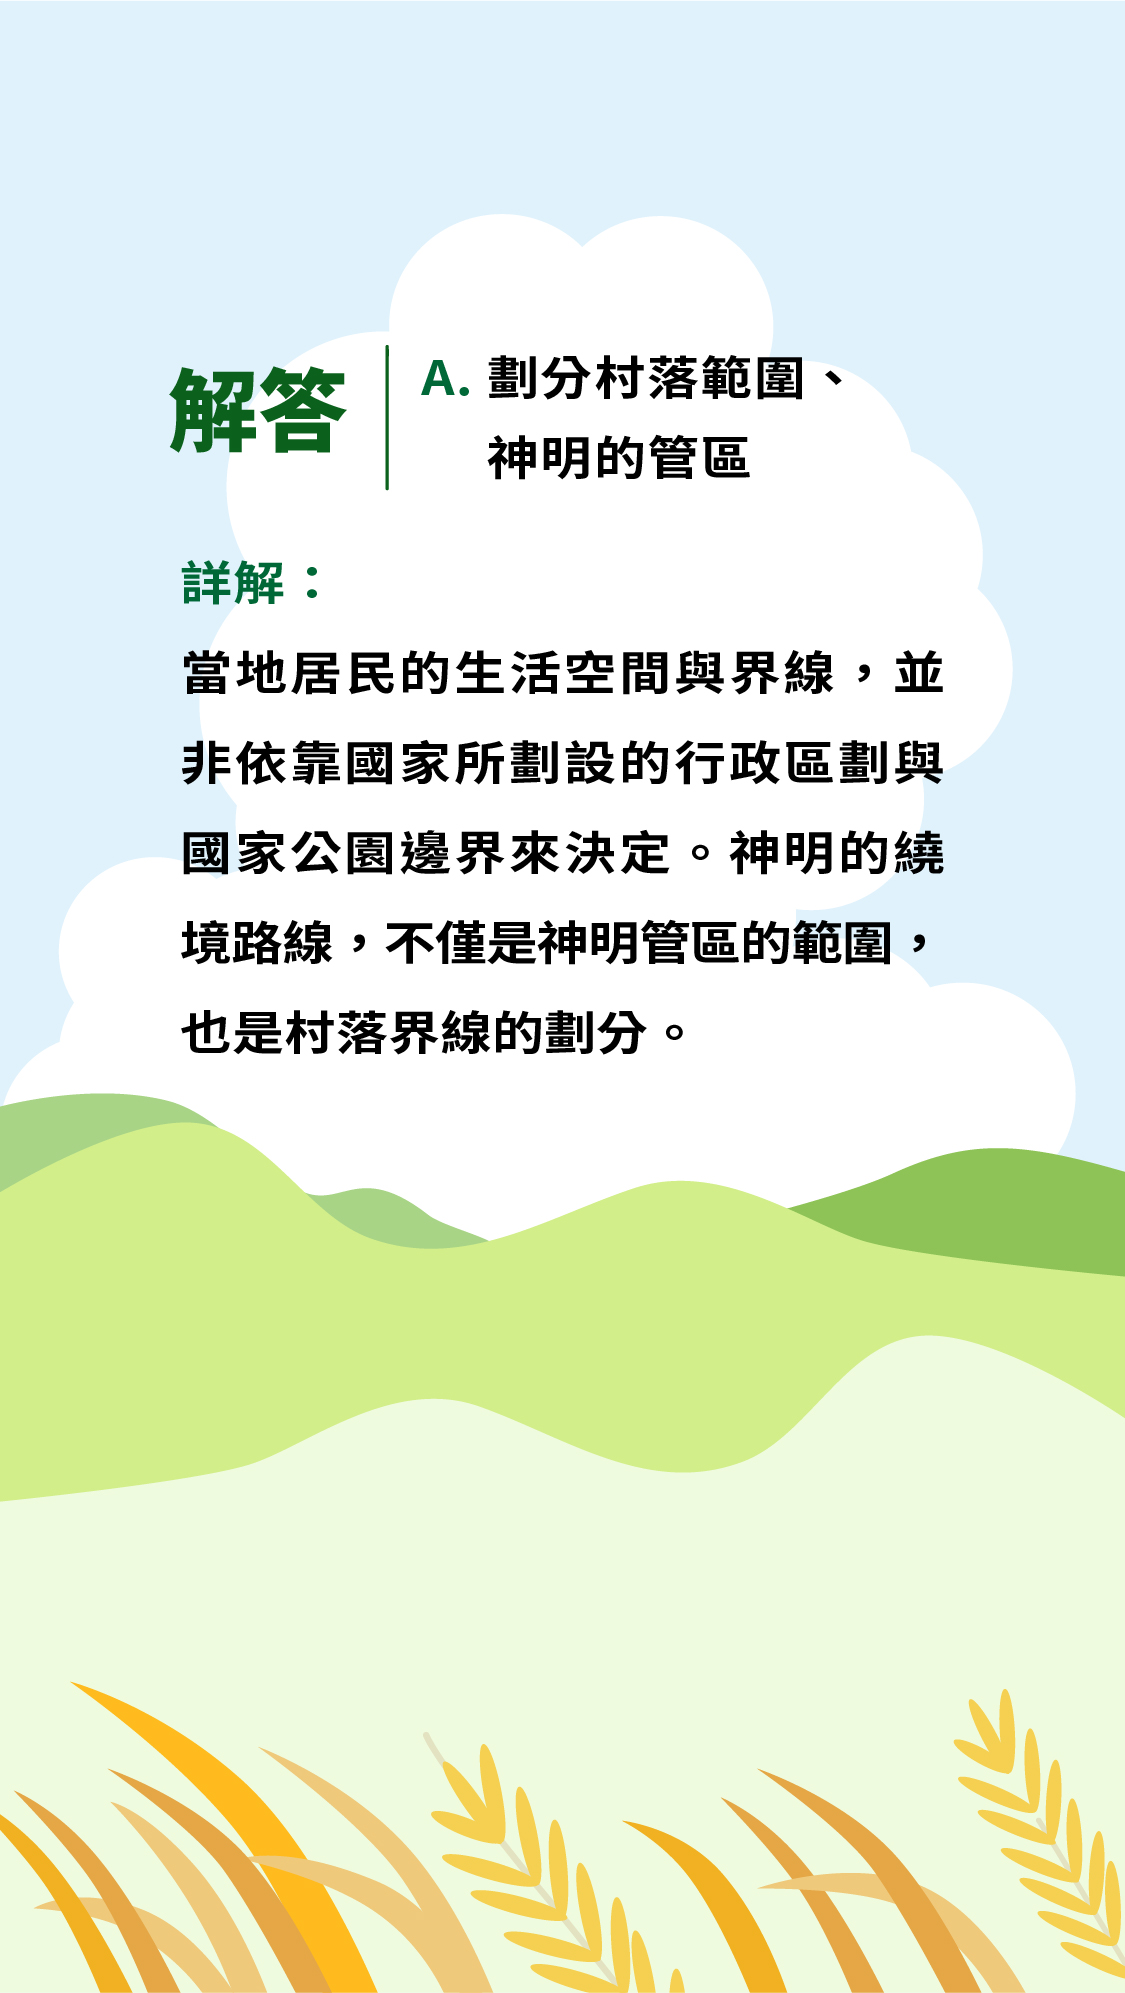 解答
A. 劃分村落範圍、
神明的管區
詳解：
當地居民的生活空間與界線，並
非依靠國家所劃設的行政區劃與
國家公園邊界來決定。神明的繞
境路線，不僅是神明管區的範圍，
也是村落界線的劃分。